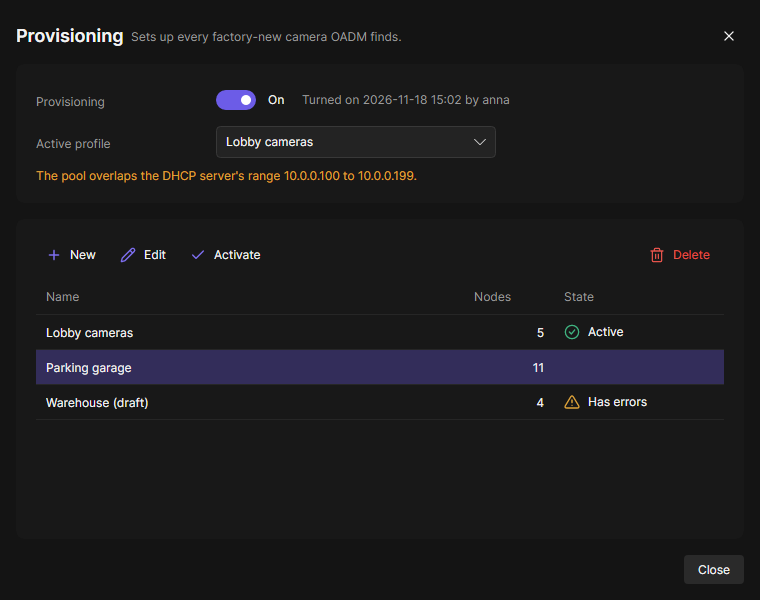 Provisioning Sets up every factory-new camera OADM finds.
Provisioning On Turned on 2026-11-18 15:02 by anna
Active profile Lobby cameras
The pool overlaps the DHCP server's range 10.0.0.100 to 10.0.0.199.
New Edit Activate Delete
Name Nodes State
Lobby cameras 5 Active
Parking garage 11
Warehouse (draft) 4 Has errors
Close